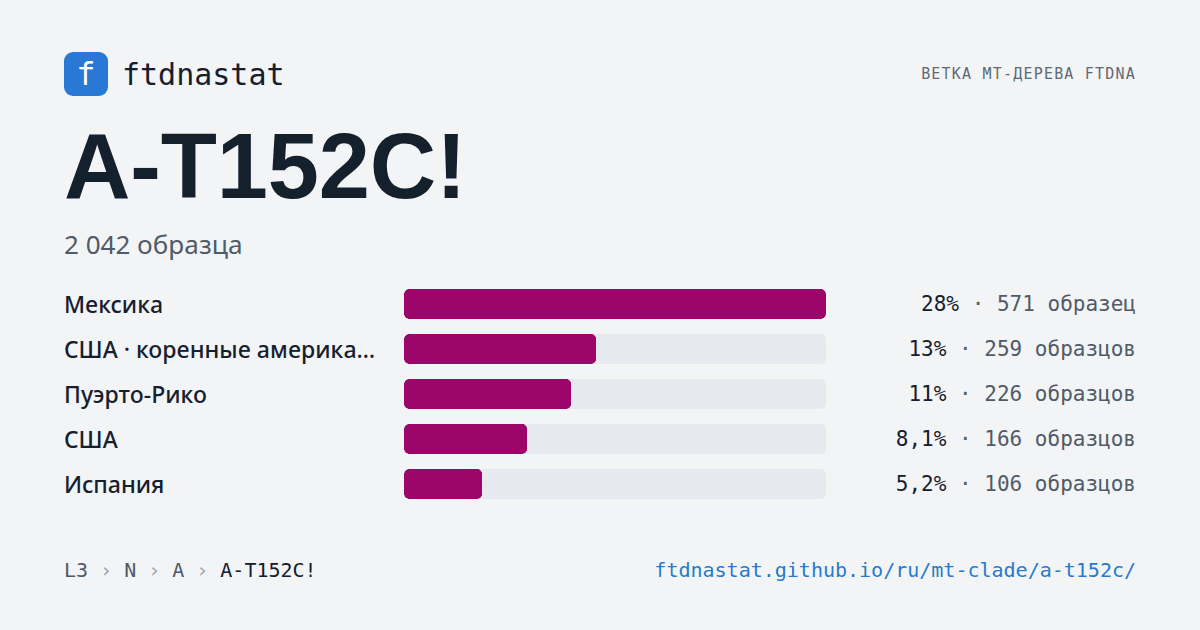 f ftdnastat
ВЕТКА МТ-ДЕРЕВА FTDNA
A-T152C!
2 042 образца
Мексика 28% · 571 образец
США · коренные америка... 13% · 259 образцов
Пуэрто-Рико 11% · 226 образцов
США 8,1% · 166 образцов
Испания 5,2% · 106 образцов
L3 › N › A › A-T152C!
ftdnastat.github.io/ru/mt-clade/a-t152c/